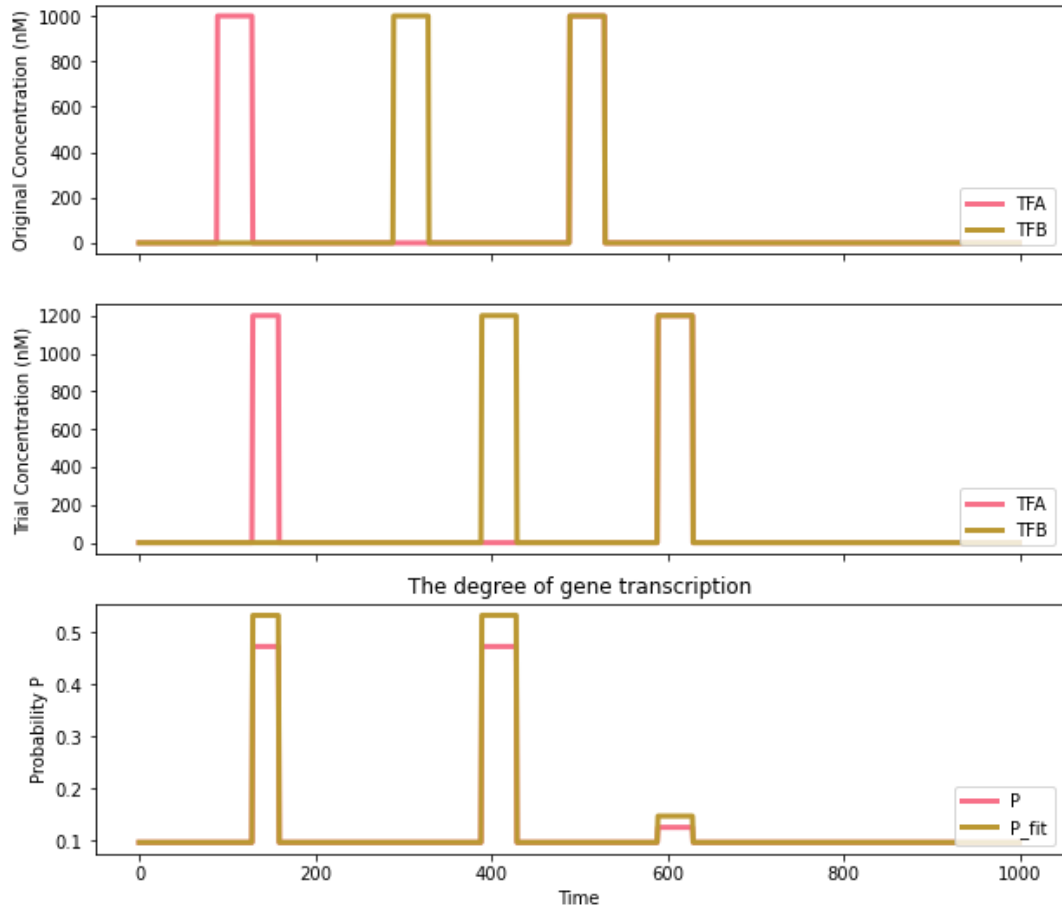 Original Concentration (nM)
1000
800
600
400
200
0
TFA
TFB
Trial Concentration (nM)
1200
1000
800
600
400
200
0
TFA
TFB
The degree of gene transcription
Probability P
0.5
0.4
0.3
0.2
0.1
P
P_fit
0 200 400 600 800 1000
Time